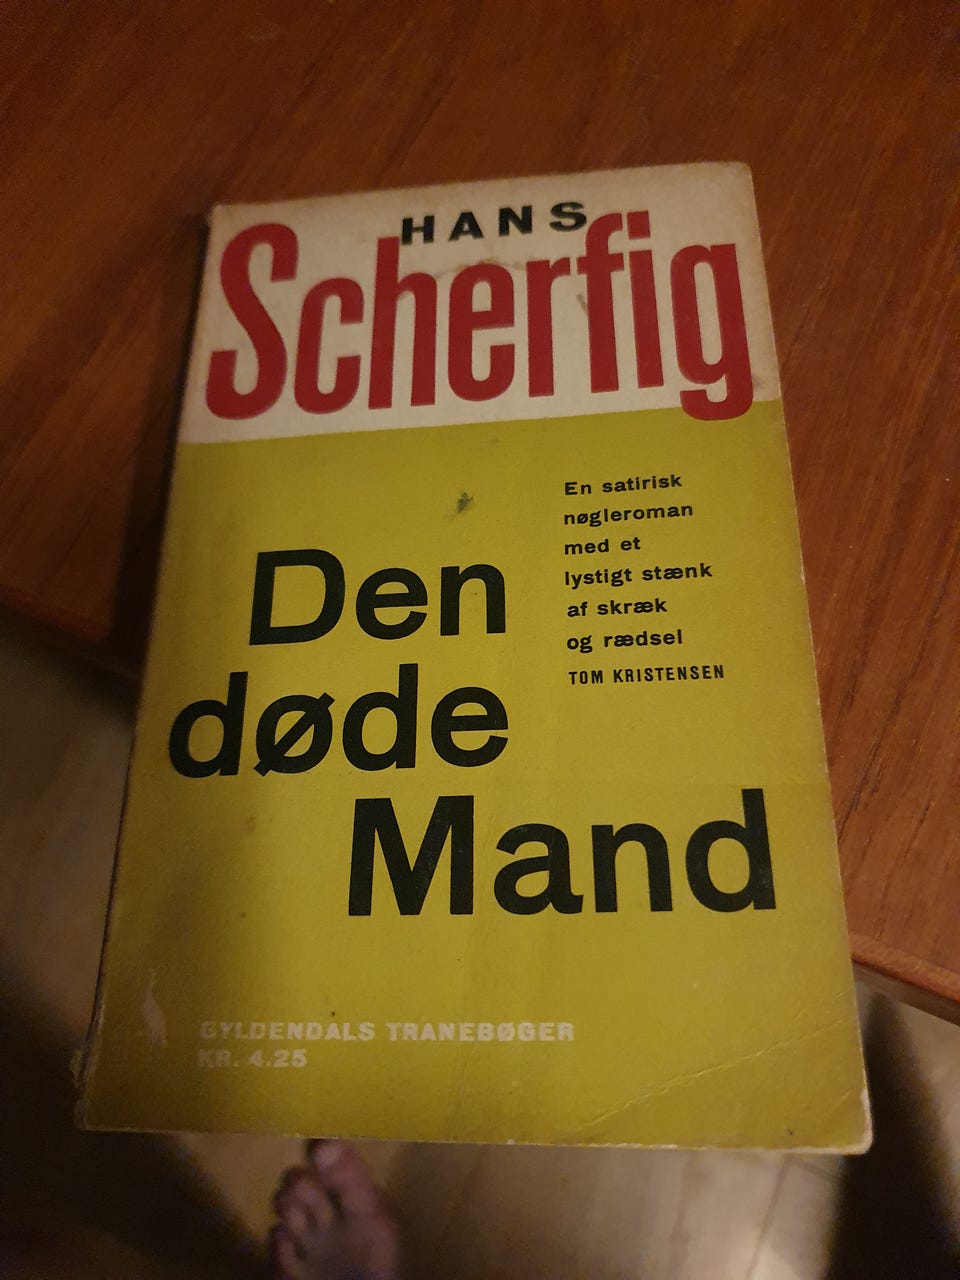 HANS
Scherfig
En satirisk
nøgleroman
med et
lystigt stænk
af skræk
og rædsel
TOM KRISTENSEN
Den
døde
Mand
GYLDENDALS TRANEBØGER
KR. 4.25